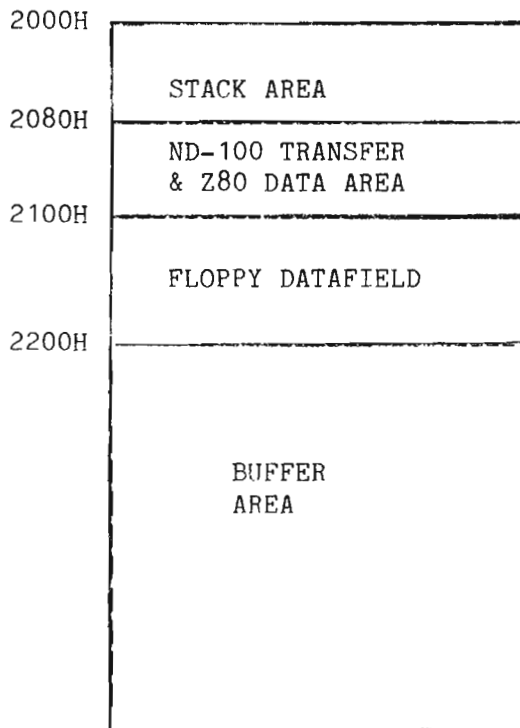 2000H
STACK AREA
2080H
ND-100 TRANSFER
& Z80 DATA AREA
2100H
FLOPPY DATAFIELD
2200H
BUFFER
AREA